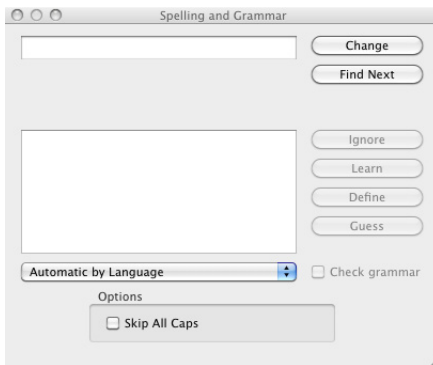 Spelling and Grammar
Change
Find Next
Ignore
Learn
Define
Guess
Automatic by Language
Check grammar
Options
Skip All Caps